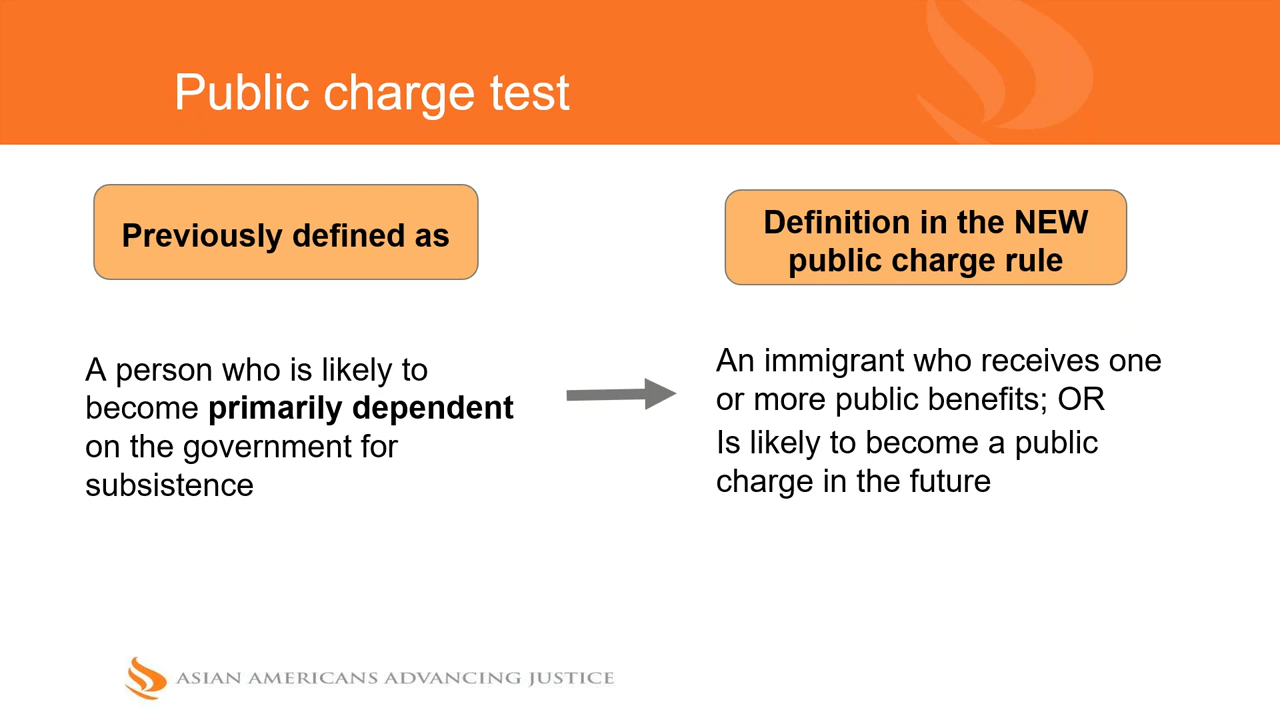 Public charge test
Previously defined as
A person who is likely to
become primarily dependent
on the government for
subsistence
Definition in the NEW
public charge rule
An immigrant who receives one
or more public benefits; OR
Is likely to become a public
charge in the future
ASIAN AMERICANS ADVANCING JUSTICE